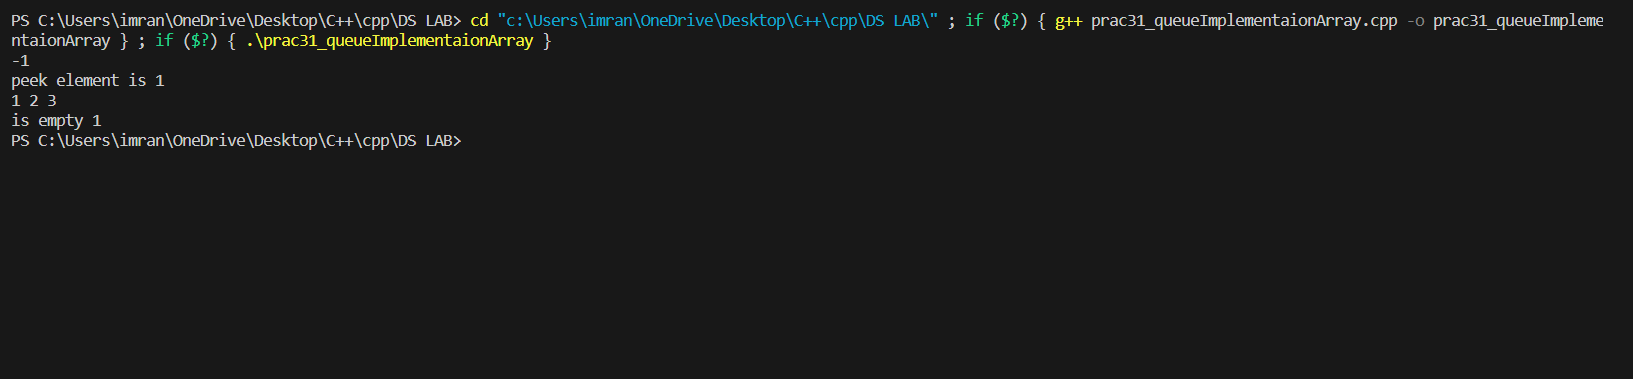 PS C:\Users\imran\OneDrive\Desktop\C++\cpp\DS LAB> cd "c:\Users\imran\OneDrive\Desktop\C++\cpp\DS LAB\" ; if ($?) { g++ prac31_queueImplementaionArray.cpp -o prac31_queueImpleme
ntaionArray } ; if ($?) { .\prac31_queueImplementaionArray }
-1
peek element is 1
1 2 3
is empty 1
PS C:\Users\imran\OneDrive\Desktop\C++\cpp\DS LAB>